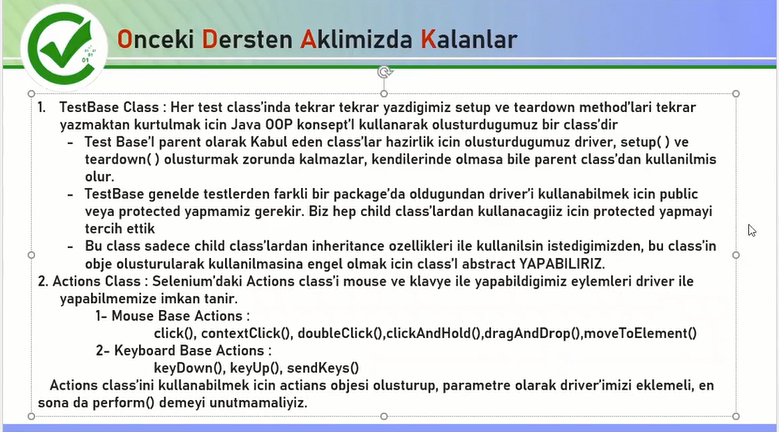 Onceki Dersten Aklimizda Kalanlar
1. TestBase Class : Her test class'inda tekrar tekrar yazdigimiz setup ve teardown method'lari tekrar
yazmaktan kurtulmak icin Java OOP konsept'I kullanarak olusturdugumuz bir class'dir
- Test Base'I parent olarak Kabul eden class'lar hazirlik icin olusturdugumuz driver, setup( ) ve
teardown( ) olusturmak zorunda kalmazlar, kendilerinde olmasa bile parent class'dan kullanilmis
olur.
- TestBase genelde testlerden farkli bir package'da oldugundan driver'i kullanabilmek icin public
veya protected yapmamiz gerekir. Biz hep child class'lardan kullanacagiiz icin protected yapmayi
tercih ettik
- Bu class sadece child class'lardan inheritance ozellikleri ile kullanilsin istedigimizden, bu class'in
obje olusturularak kullanilmasina engel olmak icin class'I abstract YAPABILIRIZ.
2. Actions Class : Selenium'daki Actions class'i mouse ve klavye ile yapabildigimiz eylemleri driver ile
yapabilmemize imkan tanir.
1- Mouse Base Actions :
click(), contextClick(), doubleClick(),clickAndHold(),dragAndDrop(),moveToElement()
2- Keyboard Base Actions :
keyDown(), keyUp(), sendKeys()
Actions class'ini kullanabilmek icin actians objesi olusturup, parametre olarak driver'imizi eklemeli, en
sona da perform() demeyi unutmamaliyiz.